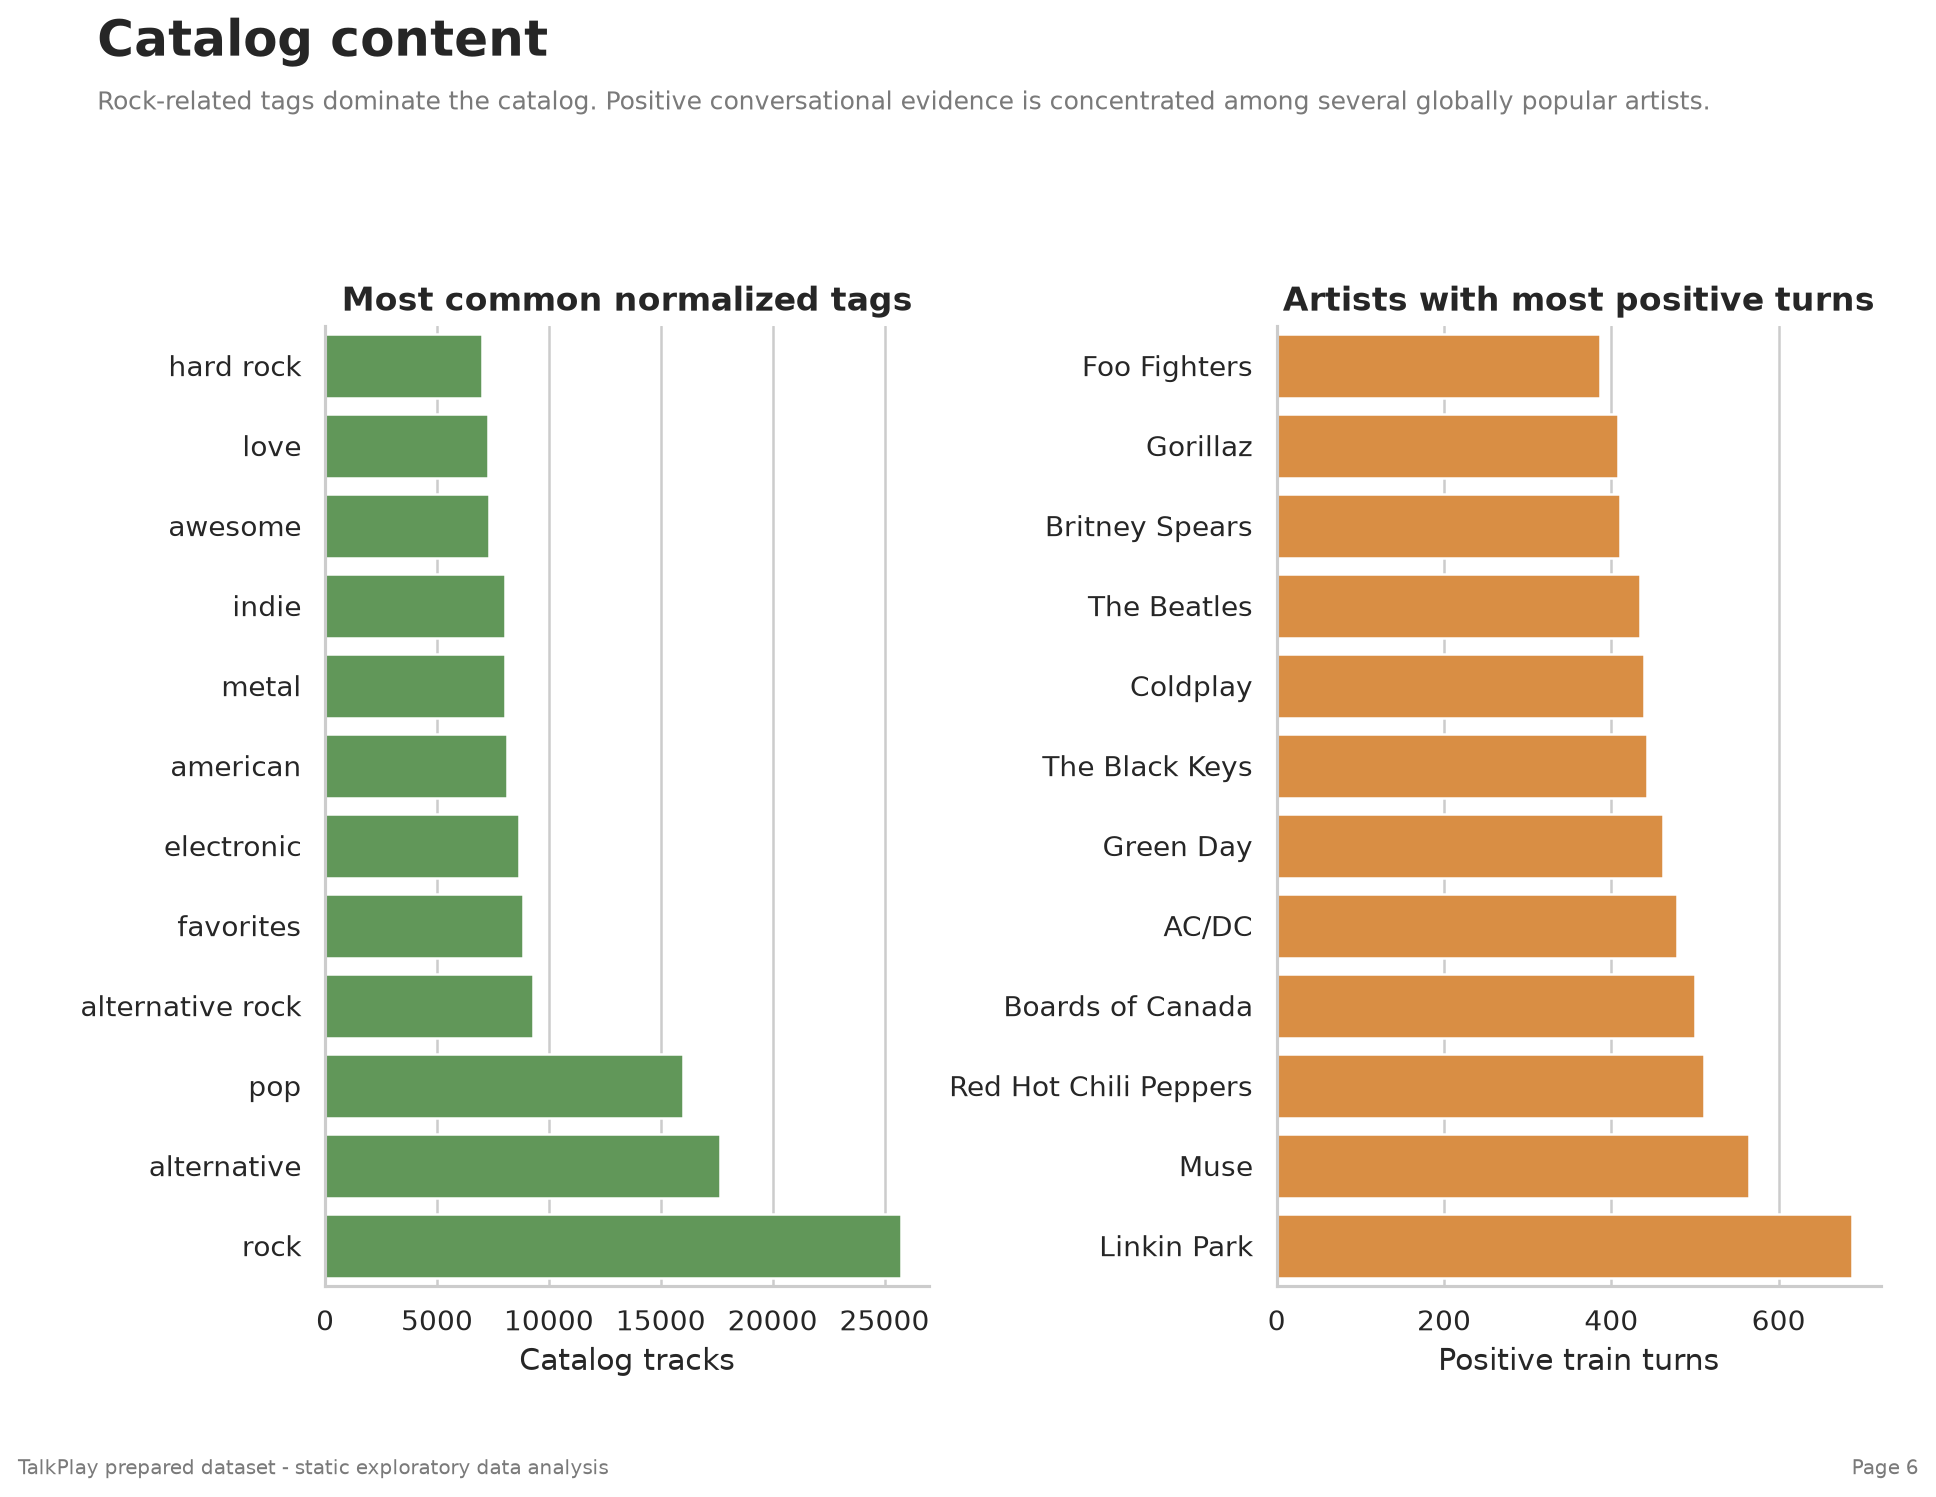 Catalog content
Rock-related tags dominate the catalog. Positive conversational evidence is concentrated among several globally popular artists.
Most common normalized tags
hard rock
love
awesome
indie
metal
american
electronic
favorites
alternative rock
pop
alternative
rock
0 5000 10000 15000 20000 25000
Catalog tracks
Artists with most positive turns
Foo Fighters
Gorillaz
Britney Spears
The Beatles
Coldplay
The Black Keys
Green Day
AC/DC
Boards of Canada
Red Hot Chili Peppers
Muse
Linkin Park
0 200 400 600
Positive train turns
TalkPlay prepared dataset - static exploratory data analysis
Page 6